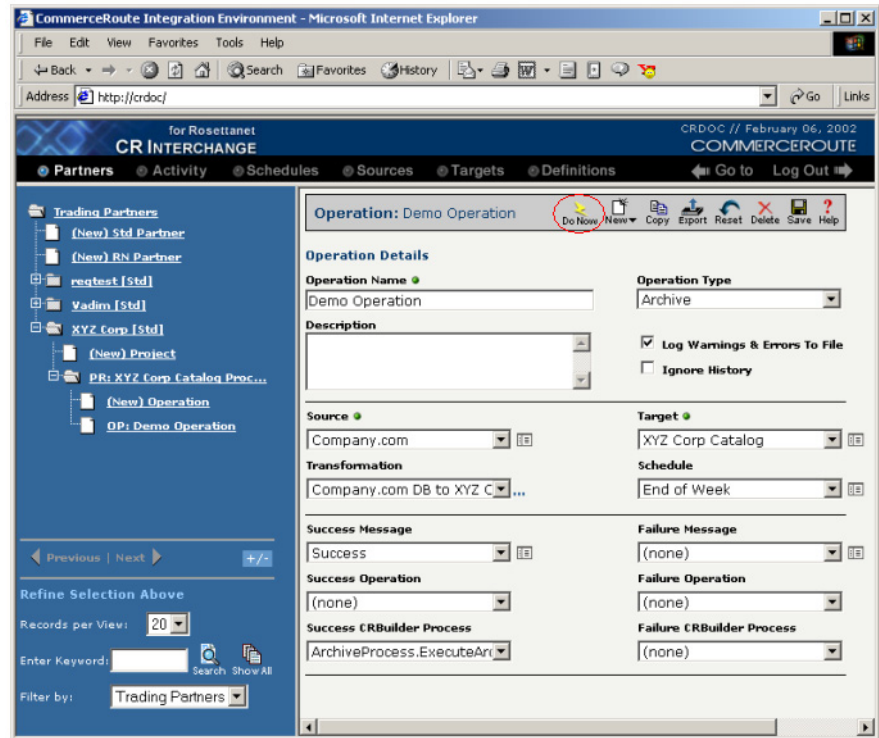 CommerceRoute Integration Environment - Microsoft Internet Explorer
File Edit View Favorites Tools Help
Back Search Favorites History
Address http://crdoc/ Go Links
for Rosettanet
CR INTERCHANGE
CRDOC // February 06, 2002
COMMERCEROUTE
Partners Activity Schedules Sources Targets Definitions Go to Log Out
Trading Partners
(New) Std Partner
(New) RN Partner
reqtest [Std]
Vadim [Std]
XYZ Corp [Std]
(New) Project
PR: XYZ Corp Catalog Proc...
(New) Operation
OP: Demo Operation
Previous | Next +/-
Refine Selection Above
Records per View: 20
Enter Keyword: Search Show All
Filter by: Trading Partners
Operation: Demo Operation
Do Now New Copy Export Reset Delete Save Help
Operation Details
Operation Name Operation Type
Demo Operation Archive
Description
Log Warnings & Errors To File
Ignore History
Source Target
Company.com XYZ Corp Catalog
Transformation Schedule
Company.com DB to XYZ C ... End of Week
Success Message Failure Message
Success (none)
Success Operation Failure Operation
(none) (none)
Success CRBuilder Process Failure CRBuilder Process
ArchiveProcess.ExecuteArc (none)